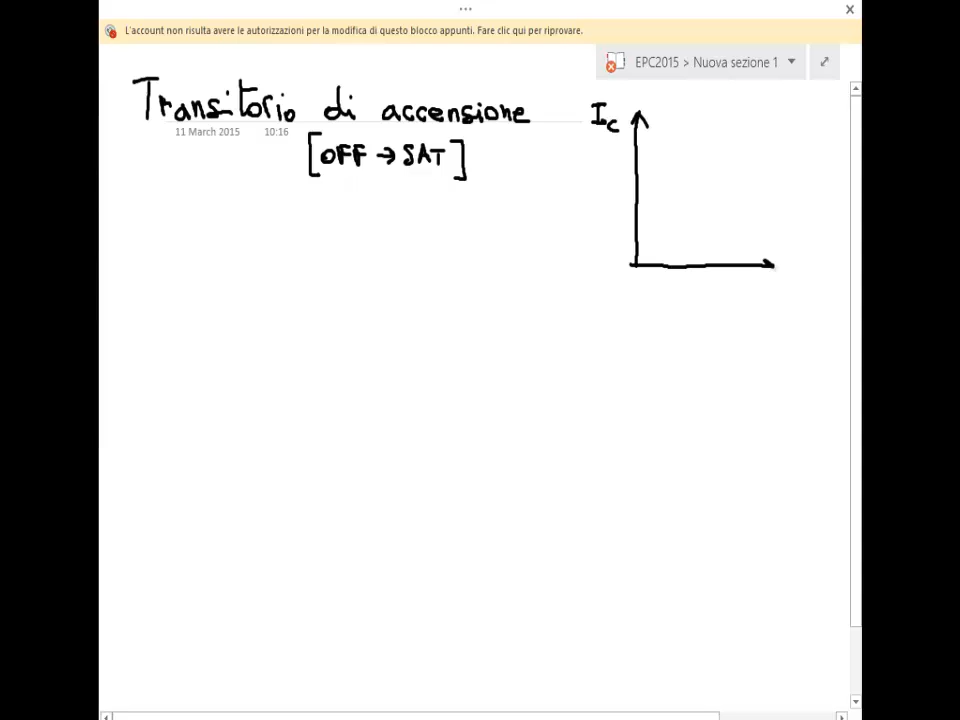 L'account non risulta avere le autorizzazioni per la modifica di questo blocco appunti. Fare clic qui per riprovare.
EPC2015 > Nuova sezione 1
Transitorio di accensione
11 March 2015 10:16
[OFF → SAT]
Ic